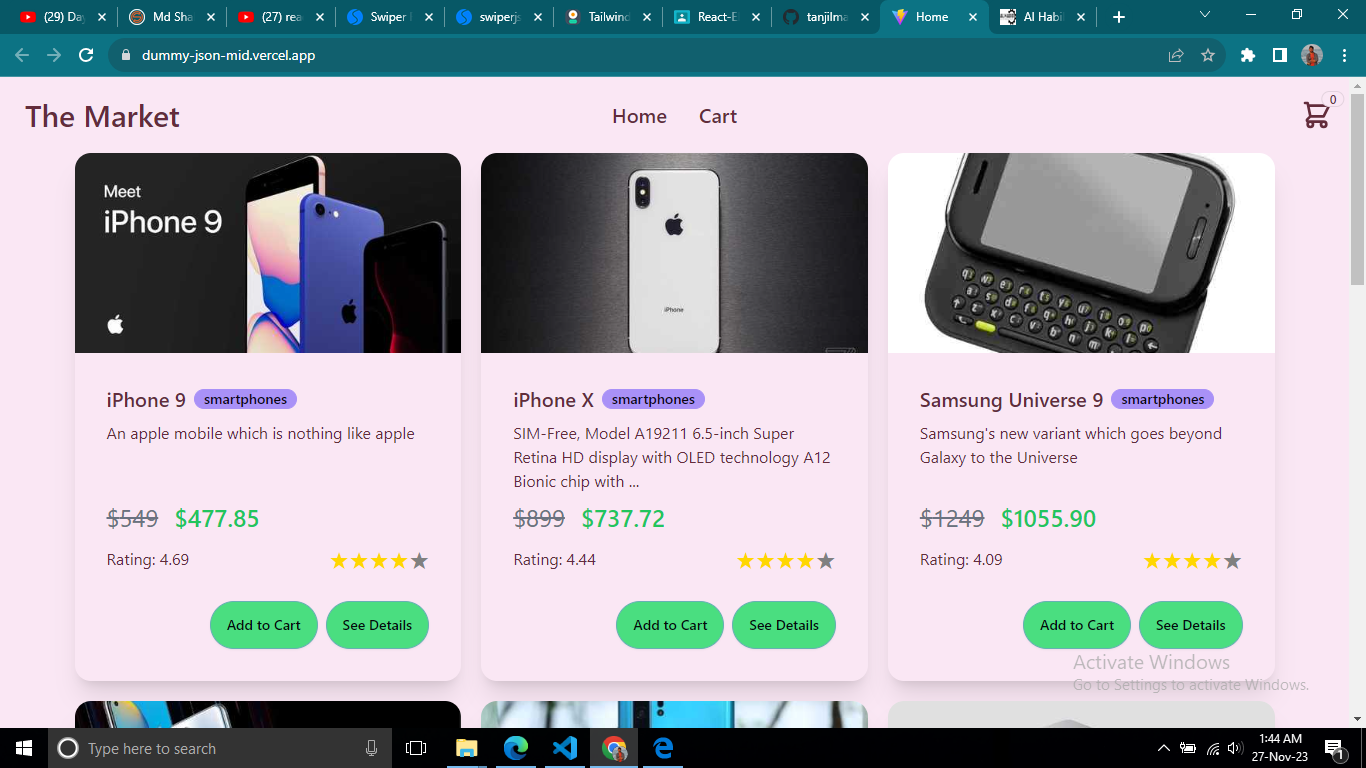 (29) Day
Md Sha
(27) rea
Swiper
swiperjs
Tailwind
React-E
tanjilma
Home
Al Habi
dummy-json-mid.vercel.app
The Market
Home
Cart
0
Meet
iPhone 9
iPhone
iPhone 9 smartphones
An apple mobile which is nothing like apple
$549 $477.85
Rating: 4.69
Add to Cart
See Details
iPhone X smartphones
SIM-Free, Model A19211 6.5-inch Super
Retina HD display with OLED technology A12
Bionic chip with ...
$899 $737.72
Rating: 4.44
Add to Cart
See Details
Samsung Universe 9 smartphones
Samsung's new variant which goes beyond
Galaxy to the Universe
$1249 $1055.90
Rating: 4.09
Add to Cart
See Details
Activate Windows
Go to Settings to activate Windows.
Type here to search
1:44 AM
27-Nov-23
1